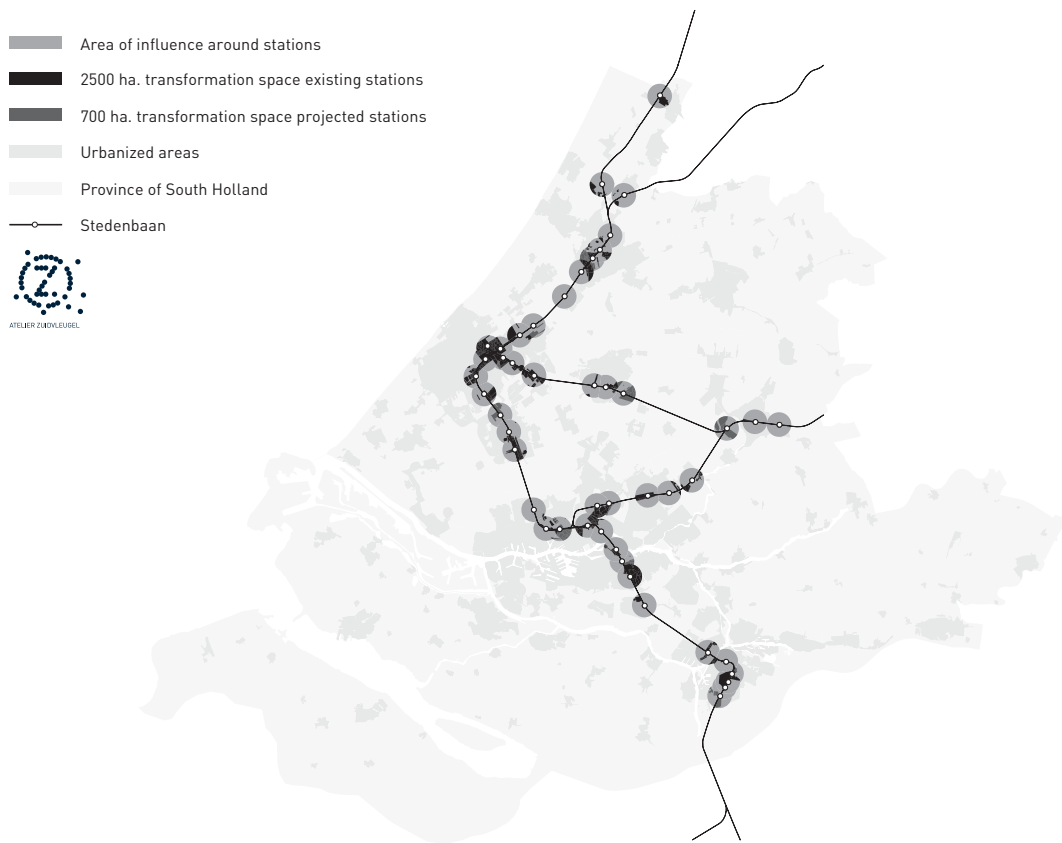 Area of influence around stations
2500 ha. transformation space existing stations
700 ha. transformation space projected stations
Urbanized areas
Province of South Holland
Stedenbaan
ATELIER ZUIDVLEUGEL